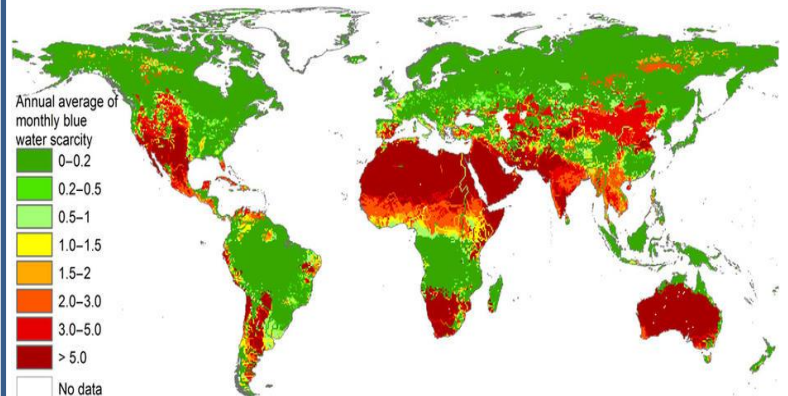 Annual average of
monthly blue
water scarcity
0–0.2
0.2–0.5
0.5–1
1.0–1.5
1.5–2
2.0–3.0
3.0–5.0
> 5.0
No data